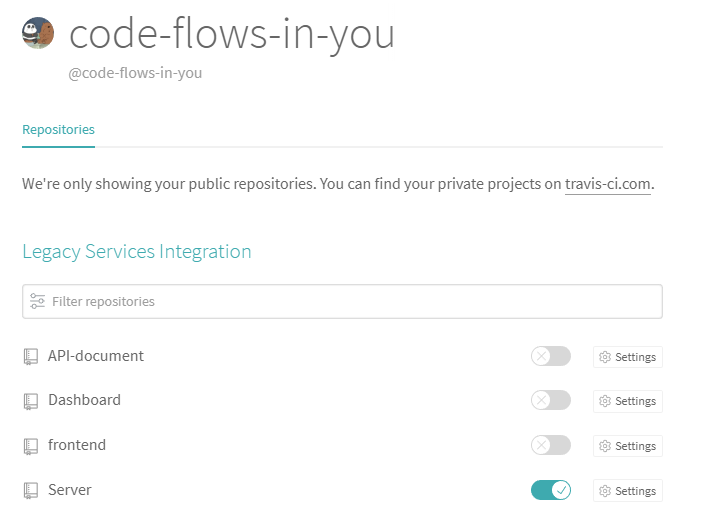 code-flows-in-you
@code-flows-in-you
Repositories
We're only showing your public repositories. You can find your private projects on travis-ci.com.
Legacy Services Integration
Filter repositories
API-document Settings
Dashboard Settings
frontend Settings
Server Settings